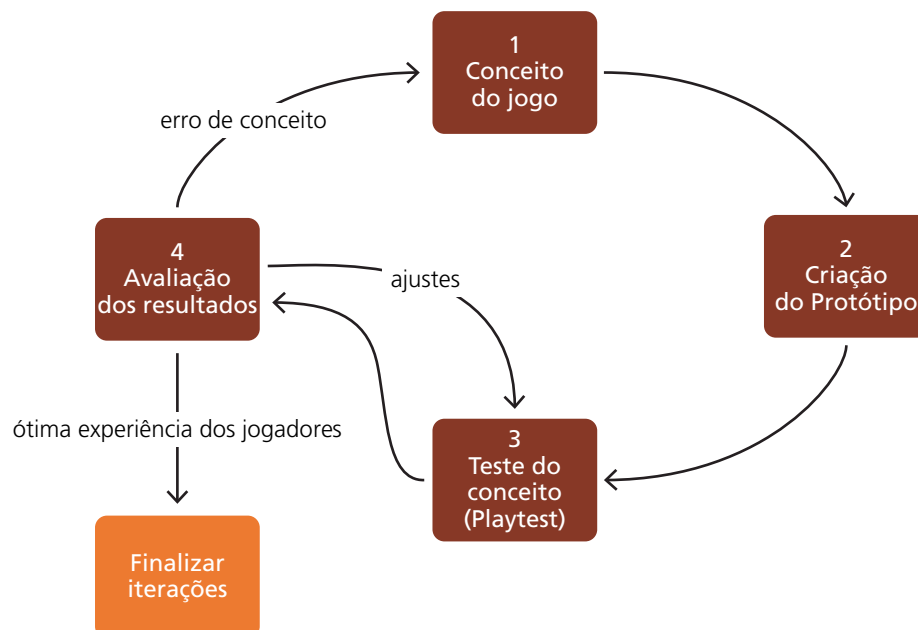 1
Conceito
do jogo
erro de conceito
4
Avaliação
dos resultados
ajustes
2
Criação
do Protótipo
ótima experiência dos jogadores
3
Teste do
conceito
(Playtest)
Finalizar
iterações